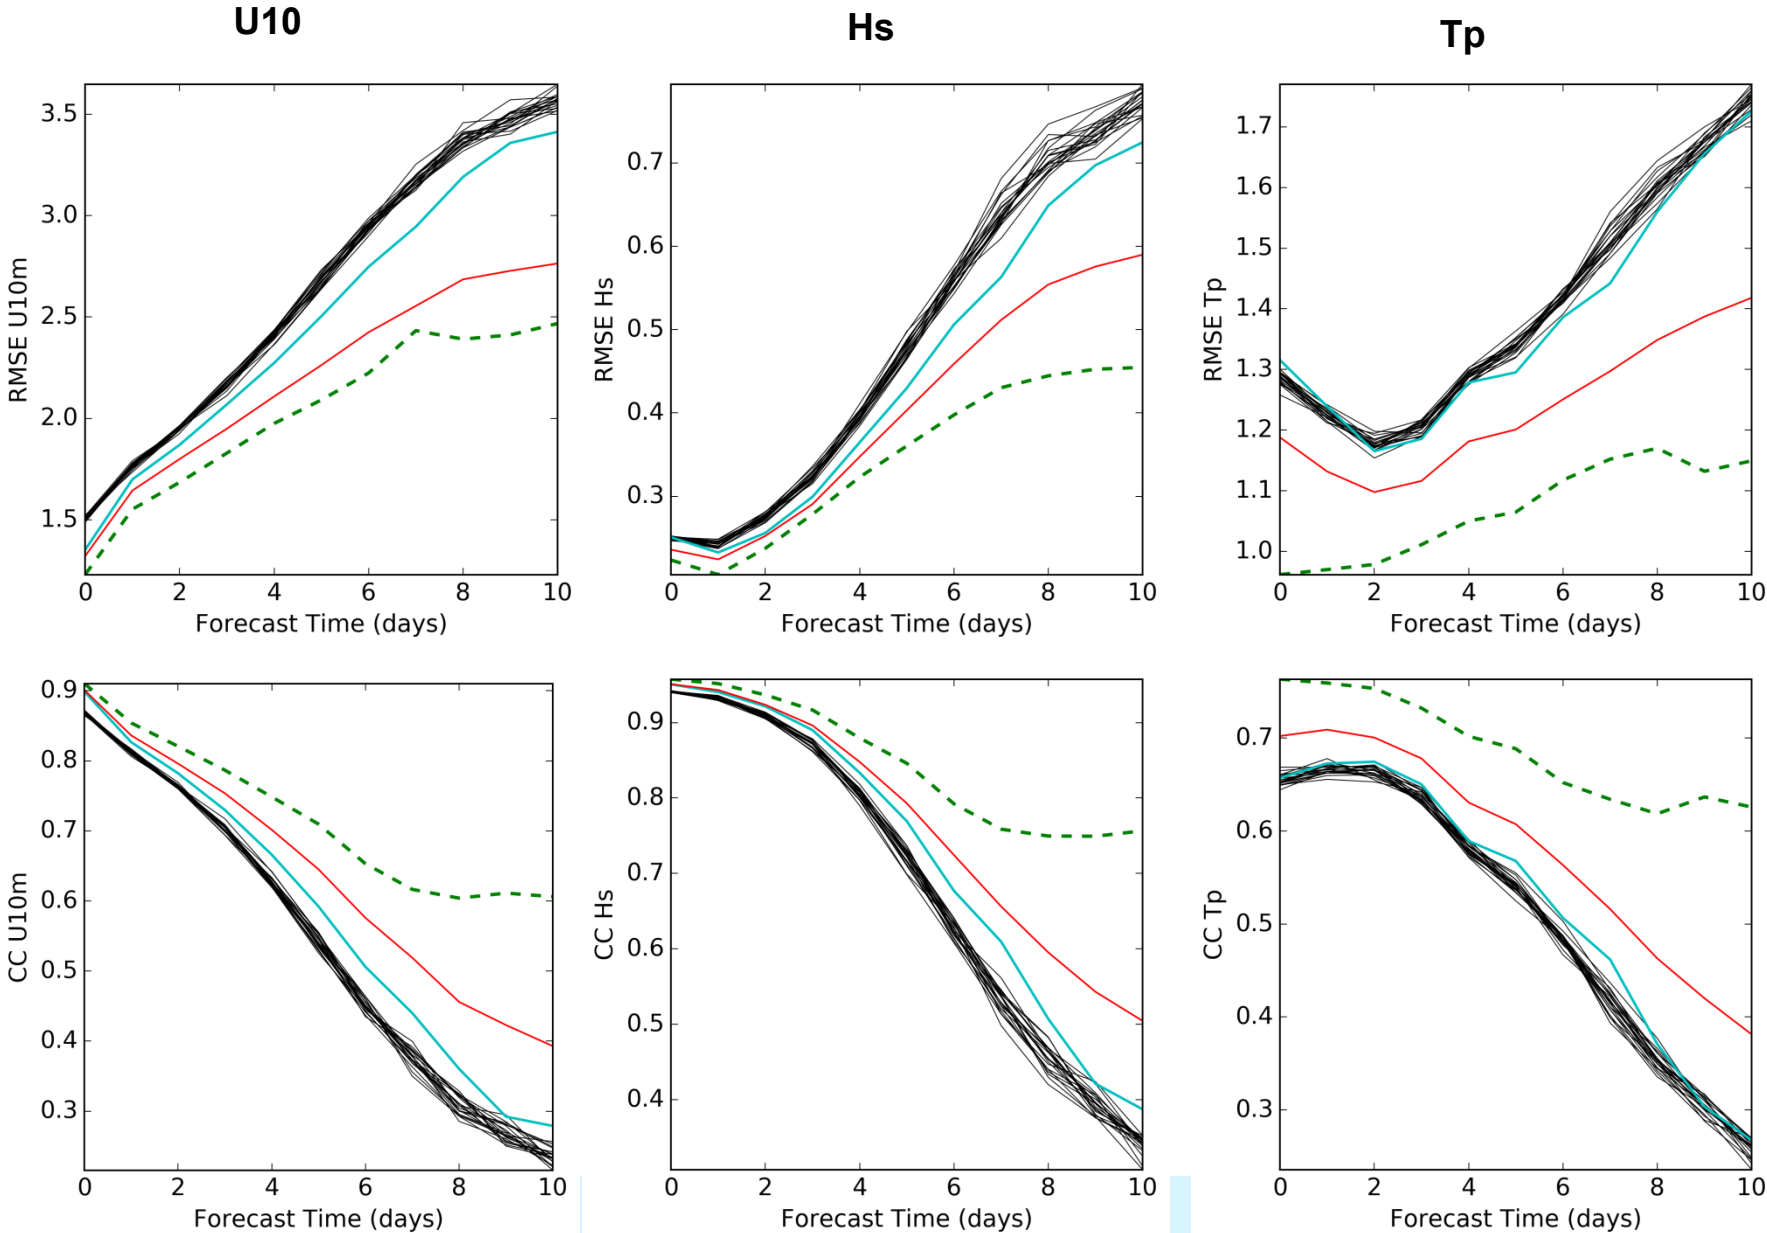 U10
Hs
Tp
RMSE U10m
3.5
3.0
2.5
2.0
1.5
0 2 4 6 8 10
Forecast Time (days)
RMSE Hs
0.7
0.6
0.5
0.4
0.3
0 2 4 6 8 10
Forecast Time (days)
RMSE Tp
1.7
1.6
1.5
1.4
1.3
1.2
1.1
1.0
0 2 4 6 8 10
Forecast Time (days)
CC U10m
0.9
0.8
0.7
0.6
0.5
0.4
0.3
0 2 4 6 8 10
Forecast Time (days)
CC Hs
0.9
0.8
0.7
0.6
0.5
0.4
0 2 4 6 8 10
Forecast Time (days)
CC Tp
0.7
0.6
0.5
0.4
0.3
0 2 4 6 8 10
Forecast Time (days)